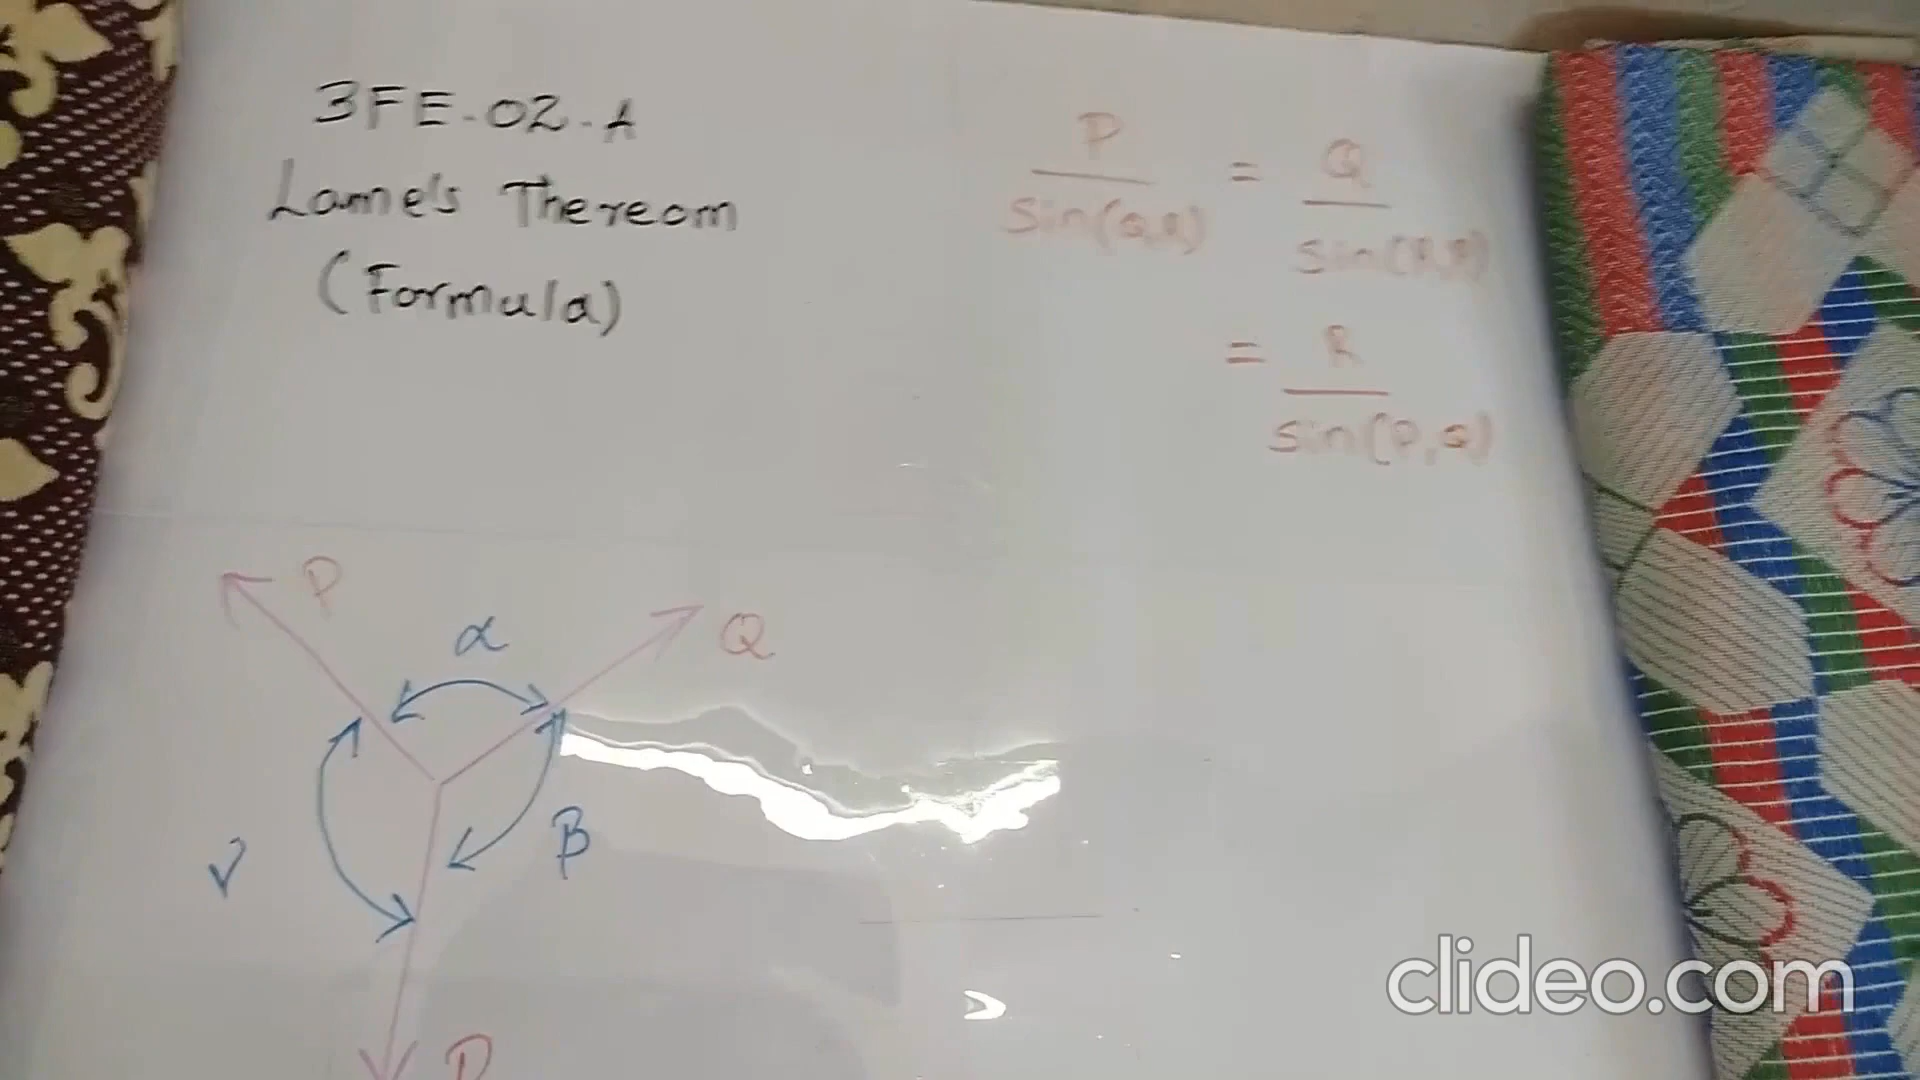 3FE-02-A
Lame's Thereom
(Formula)
P
= Q
sin(Q,R)
sin(R,P)
= R
sin(P,Q)
P
α
Q
β
γ
R
clideo.com